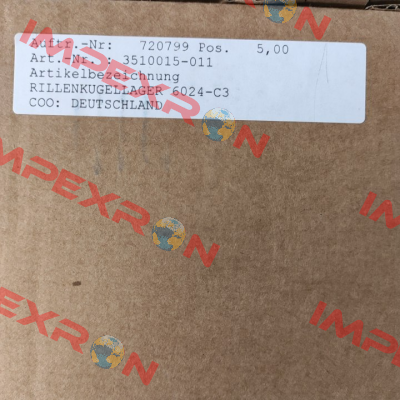 Auftr.-Nr: 720799 Pos. 5,00
Art.-Nr. : 3510015-011
Artikelbezeichnung
RILLENKUGELLAGER 6024-C3
COO: DEUTSCHLAND
IMPEXRON
IMPEXRON
IMPEXRON
IMPEXRON